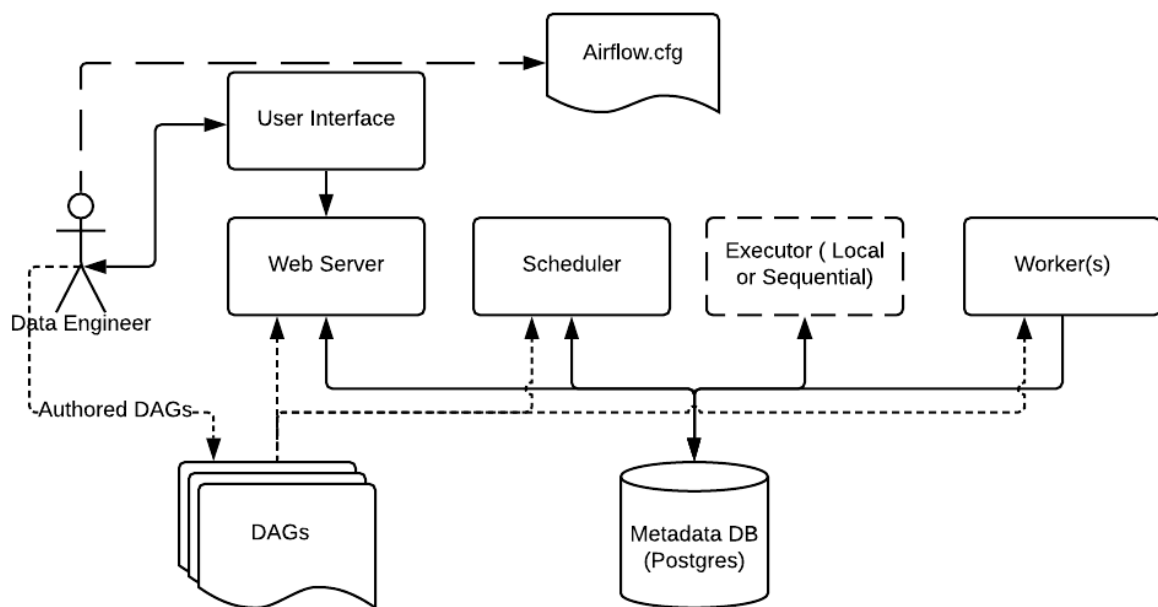 Airflow.cfg
User Interface
Web Server
Scheduler
Executor ( Local
or Sequential)
Worker(s)
Data Engineer
Authored DAGs
DAGs
Metadata DB
(Postgres)